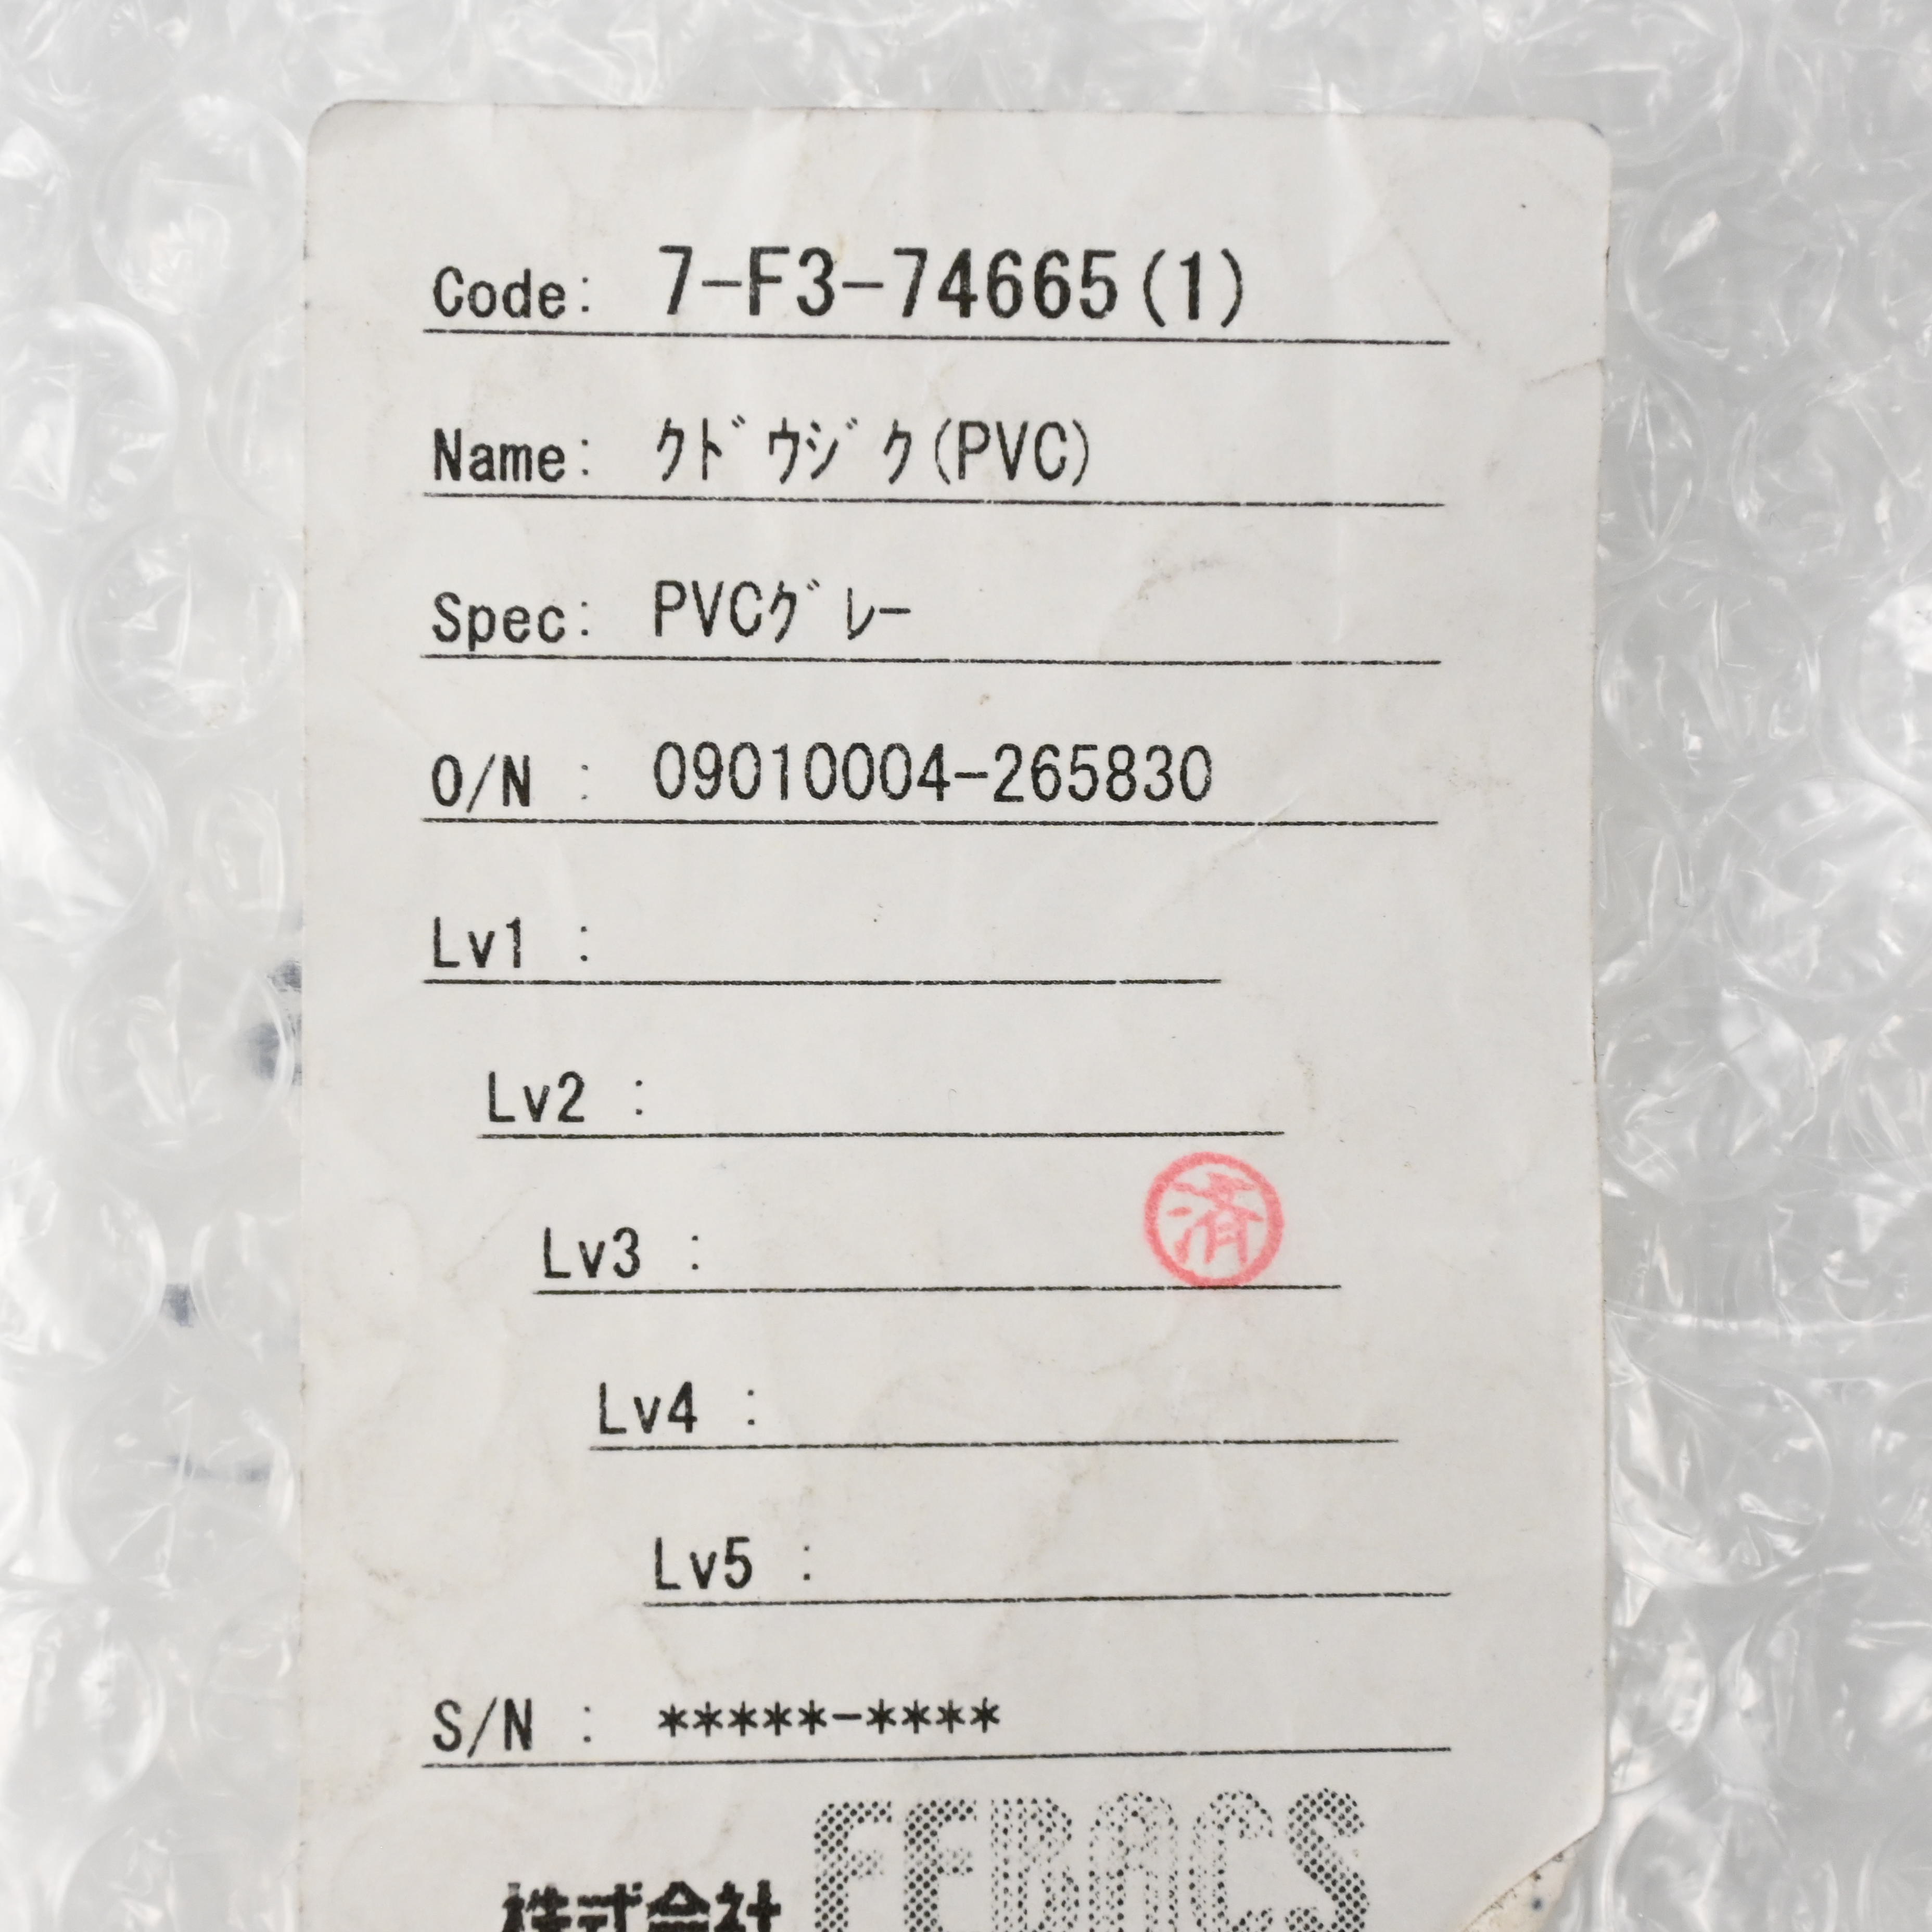 Code: 7-F3-74665(1)
Name: ｸﾄﾞｳｼﾞｸ(PVC)
Spec: PVCｸﾞﾚｰ
O/N : 09010004-265830
Lv1 :
Lv2 :
済
Lv3 :
Lv4 :
Lv5 :
S/N : *****-****
株式会社 FEBACS